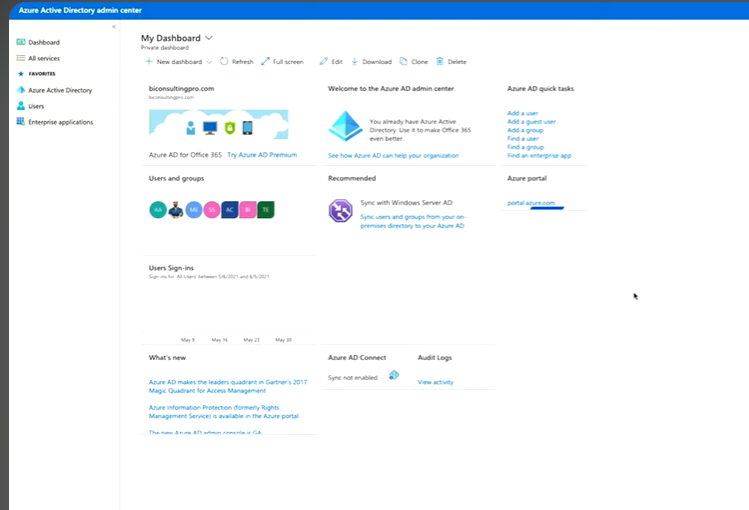 Azure Active Directory admin center
«
Dashboard
All services
★ FAVORITES
Azure Active Directory
Users
Enterprise applications
My Dashboard
Private dashboard
+ New dashboard
Refresh
Full screen
Edit
Download
Clone
Delete
biconsultingpro.com
biconsultingpro.com
Azure AD for Office 365 Try Azure AD Premium
Welcome to the Azure AD admin center
You already have Azure Active
Directory. Use it to make Office 365
even better.
See how Azure AD can help your organization
Azure AD quick tasks
Add a user
Add a guest user
Add a group
Find a user
Find a group
Find an enterprise app
Users and groups
AA
ME
SS
AC
BI
TE
Recommended
Sync with Windows Server AD
Sync users and groups from your on-
premises directory to your Azure AD
Azure portal
portal.azure.com
Users Sign-ins
Sign-ins for 'All Users' between 5/6/2021 and 6/5/2021
May 9 May 16 May 23 May 30
What's new
Azure AD makes the leaders quadrant in Gartner's 2017
Magic Quadrant for Access Management
Azure Information Protection (formerly Rights
Management Service) is available in the Azure portal
The new Azure AD admin console is GA
Azure AD Connect
Sync not enabled
Audit Logs
View activity